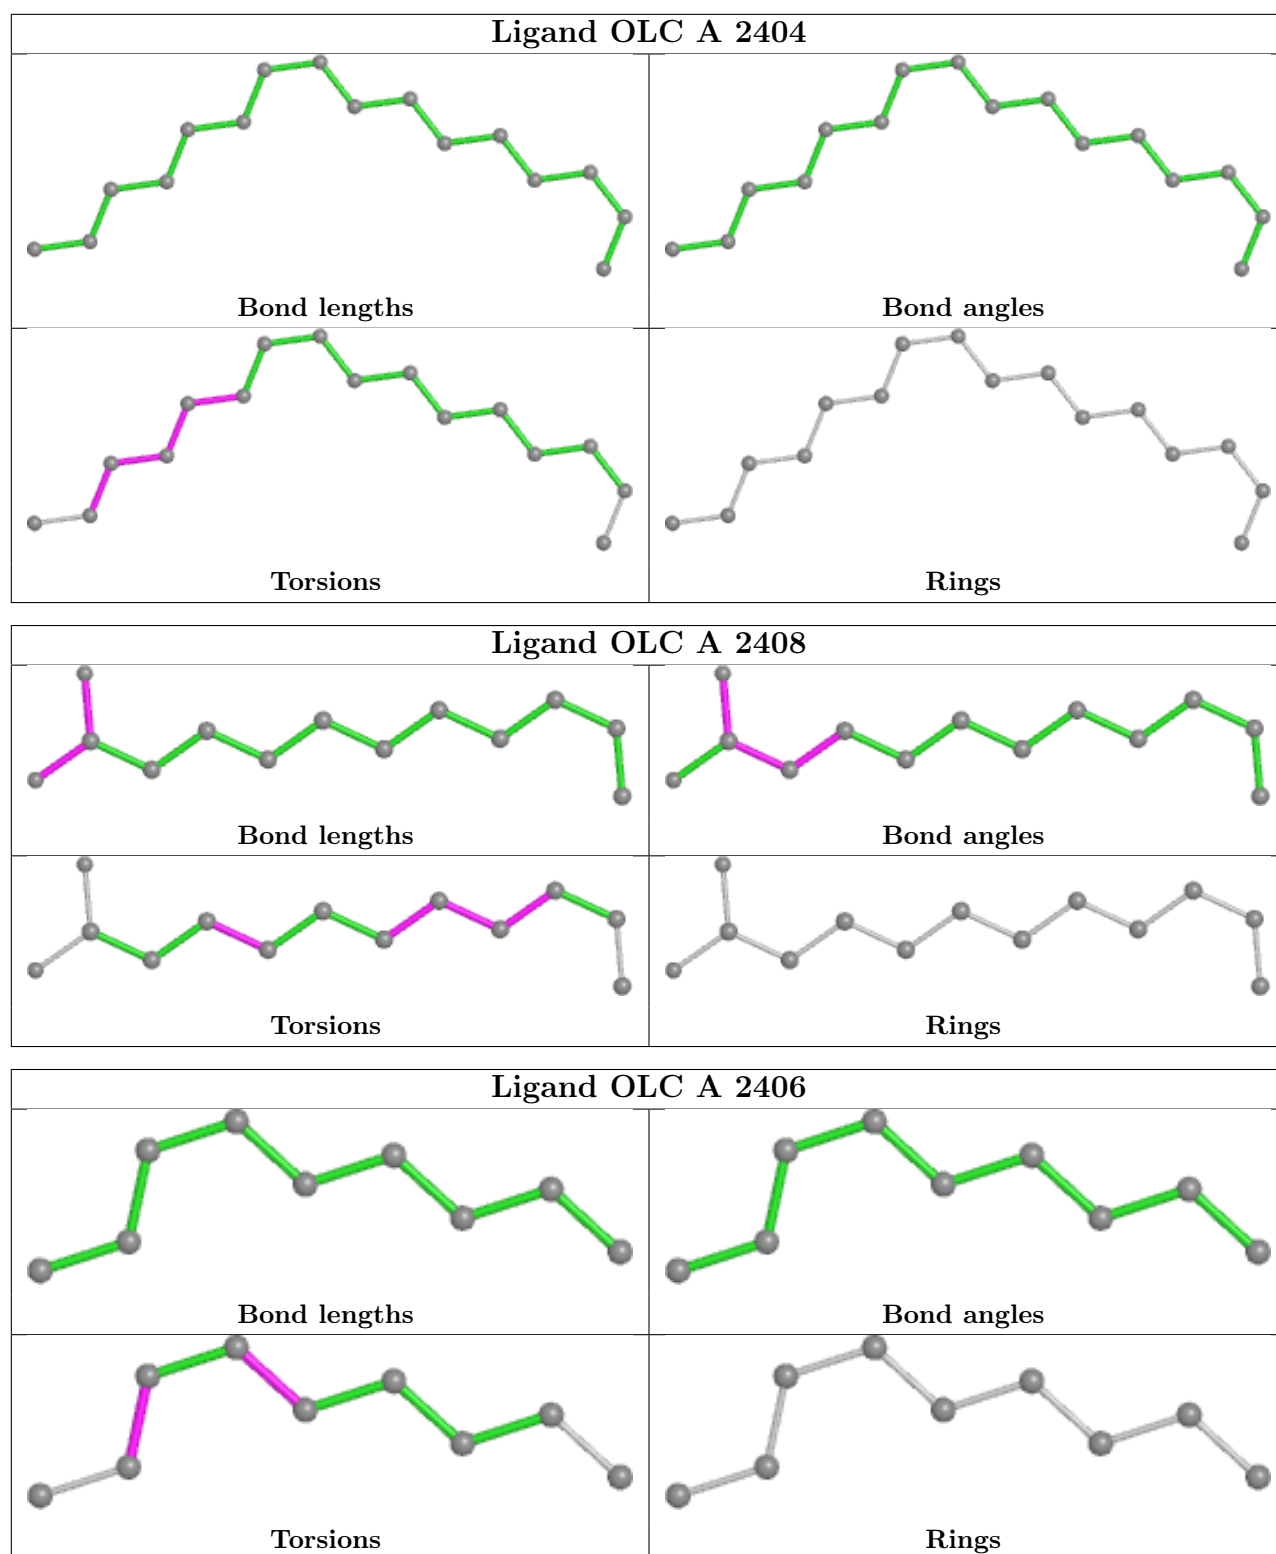 Ligand OLC A 2404
Bond lengths
Bond angles
Torsions
Rings
Ligand OLC A 2408
Bond lengths
Bond angles
Torsions
Rings
Ligand OLC A 2406
Bond lengths
Bond angles
Torsions
Rings